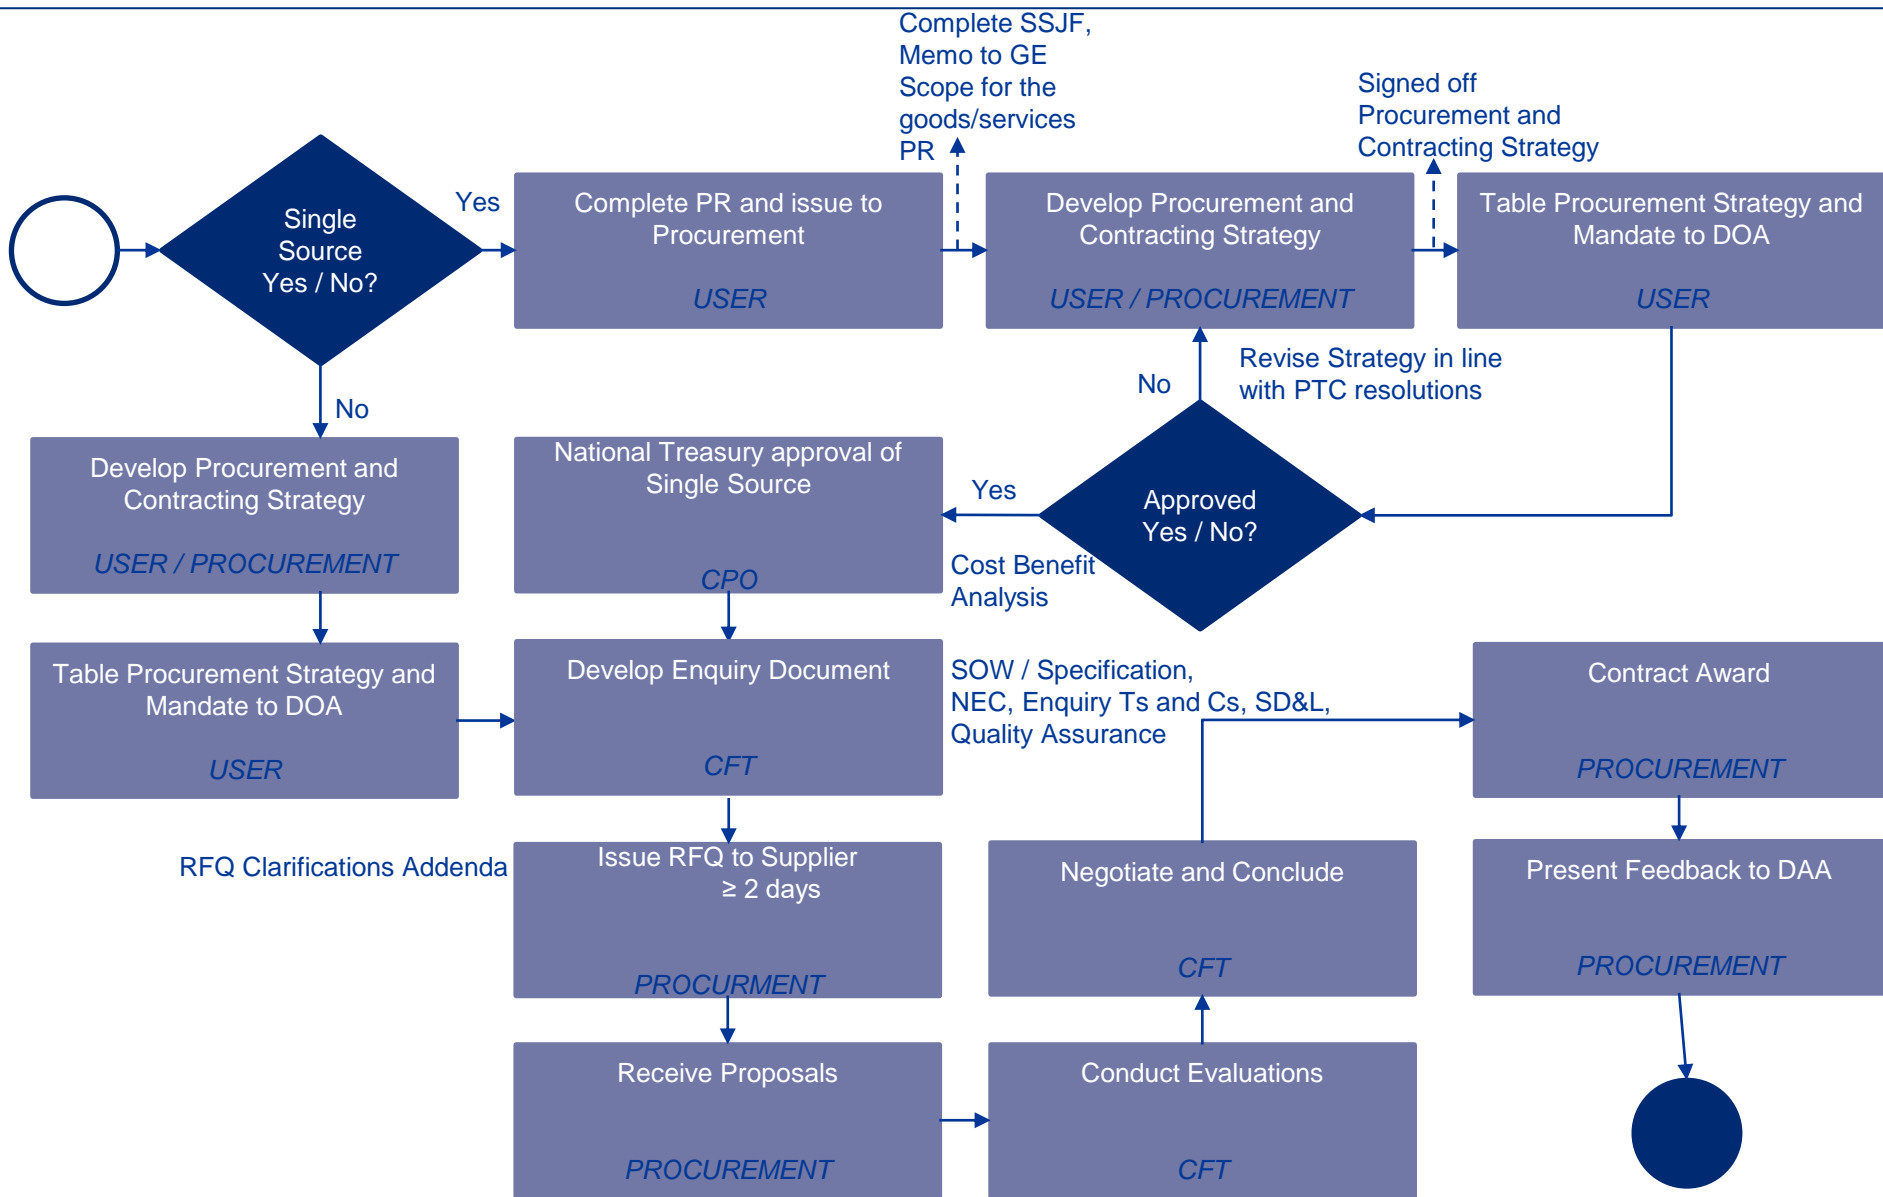 Complete SSJF,
Memo to GE
Scope for the
goods/services
PR
Signed off
Procurement and
Contracting Strategy
Single
Source
Yes / No?
Yes
Complete PR and issue to
Procurement
USER
Develop Procurement and
Contracting Strategy
USER / PROCUREMENT
Table Procurement Strategy and
Mandate to DOA
USER
No
Revise Strategy in line
with PTC resolutions
No
Develop Procurement and
Contracting Strategy
USER / PROCUREMENT
National Treasury approval of
Single Source
CPO
Yes
Approved
Yes / No?
Cost Benefit
Analysis
Table Procurement Strategy and
Mandate to DOA
USER
Develop Enquiry Document
CFT
SOW / Specification,
NEC, Enquiry Ts and Cs, SD&L,
Quality Assurance
Contract Award
PROCUREMENT
RFQ Clarifications Addenda
Issue RFQ to Supplier
≥ 2 days
PROCURMENT
Negotiate and Conclude
CFT
Present Feedback to DAA
PROCUREMENT
Receive Proposals
PROCUREMENT
Conduct Evaluations
CFT